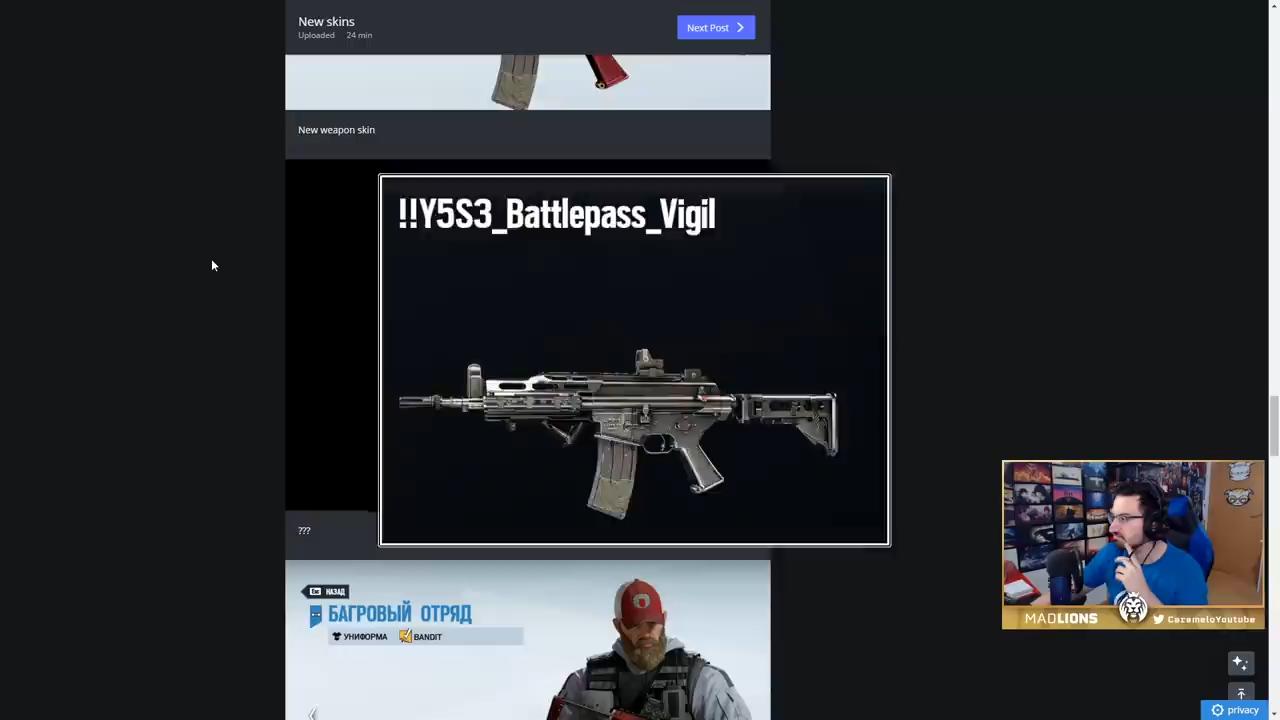 New skins
Uploaded 24 min
Next Post
New weapon skin
!!Y5S3_Battlepass_Vigil
???
НАЗАД
БАГРОВЫЙ ОТРЯД
УНИФОРМА BANDIT
MADLIONS CarameloYoutube
privacy